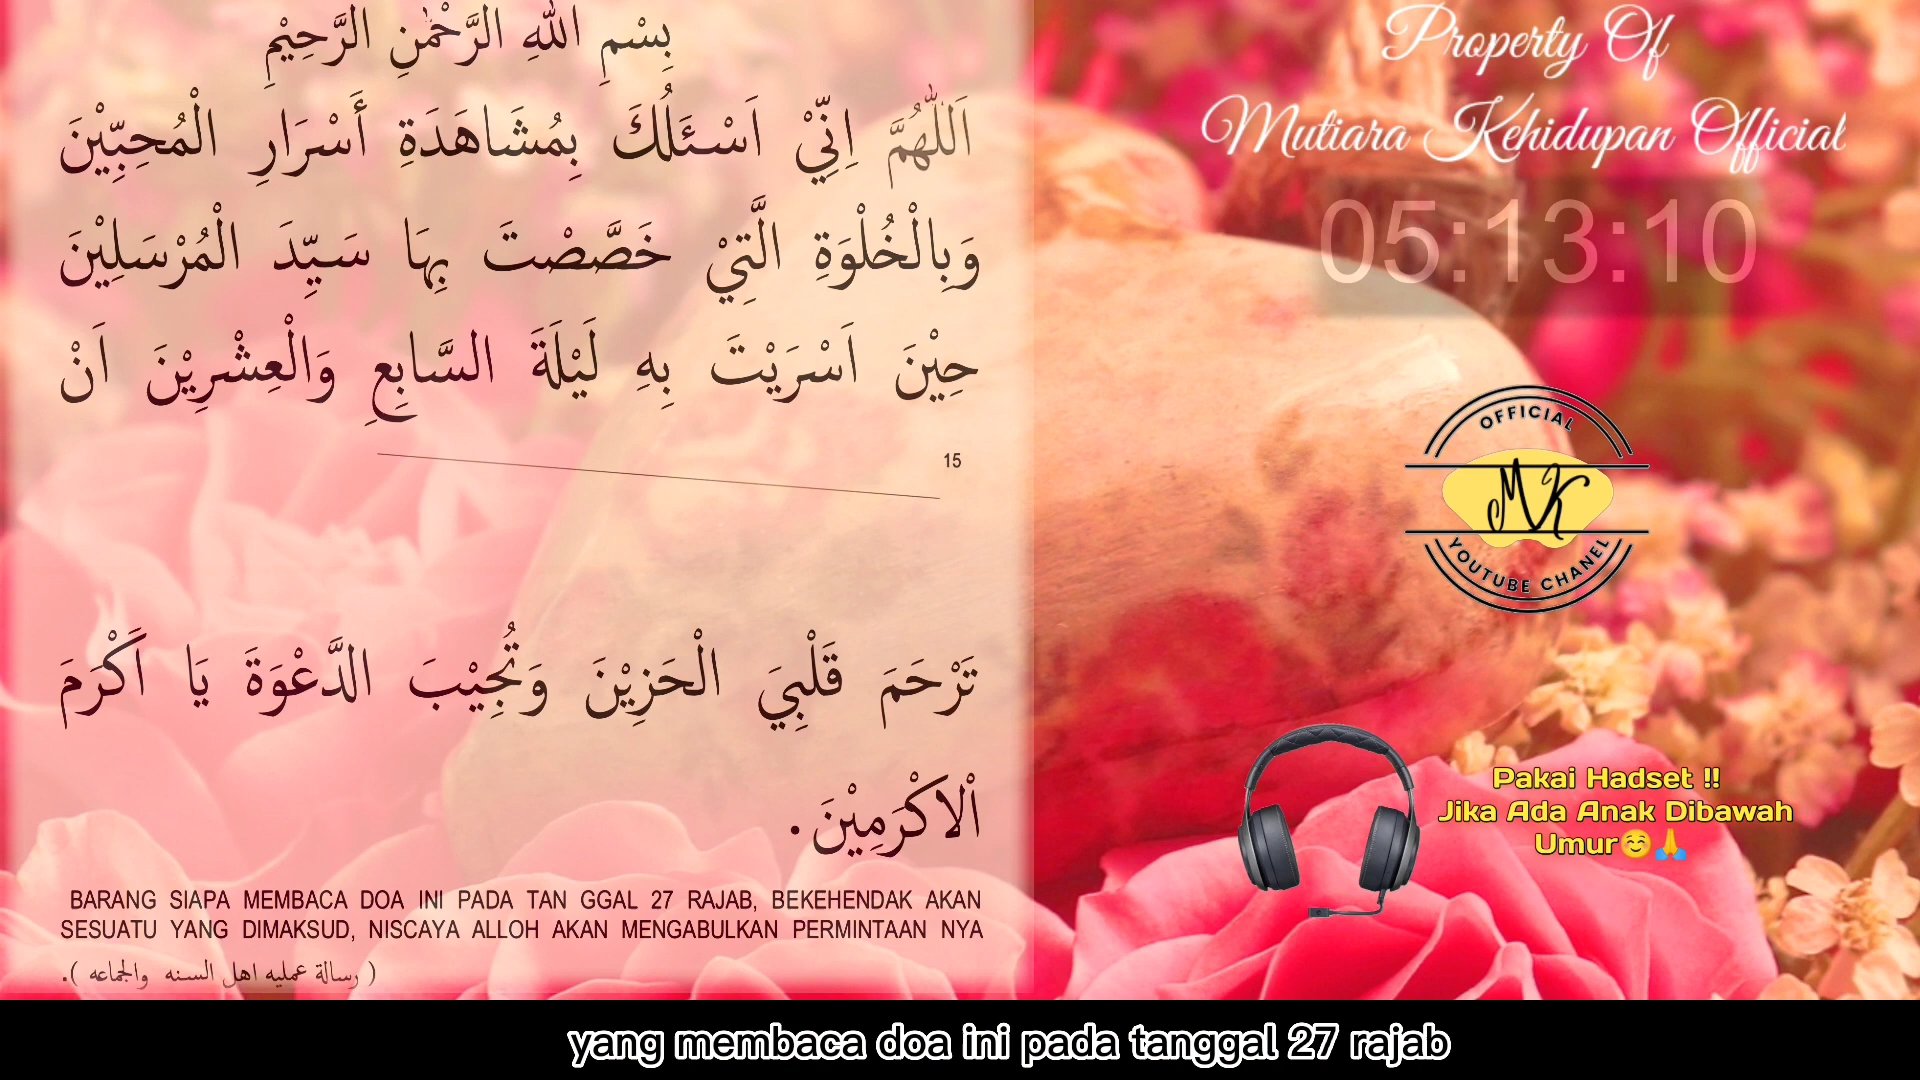 بِسْمِ اللهِ الرَّحْمٰنِ الرَّحِيْمِ
اَللّٰهُمَّ اِنِّيْ اَسْئَلُكَ بِمُشَاهَدَةِ أَسْرَارِ الْمُحِبِّيْنَ
وَبِالْخُلْوَةِ الَّتِيْ خَصَّصْتَ بِهَا سَيِّدَ الْمُرْسَلِيْنَ
حِيْنَ اَسْرَيْتَ بِهِ لَيْلَةَ السَّابِعِ وَالْعِشْرِيْنَ اَنْ
15
تَرْحَمَ قَلْبِيَ الْحَزِيْنَ وَتُجِيْبَ الدَّعْوَةَ يَا اَكْرَمَ
اْلاَكْرَمِيْنَ.
BARANG SIAPA MEMBACA DOA INI PADA TAN GGAL 27 RAJAB, BEKEHENDAK AKAN
SESUATU YANG DIMAKSUD, NISCAYA ALLOH AKAN MENGABULKAN PERMINTAAN NYA
( رسالة عمليه اهل السنه والجماعه ).
Property Of
Mutiara Kehidupan Official
05:13:10
OFFICIAL
MK
YOUTUBE CHANEL
Pakai Hadset !!
Jika Ada Anak Dibawah
Umur☺️🙏
yang membaca doa ini pada tanggal 27 rajab